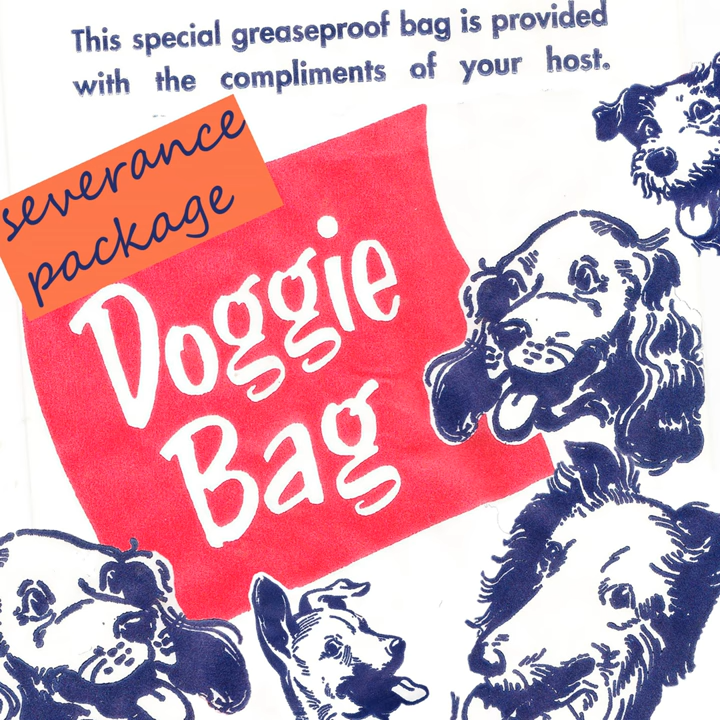 This special greaseproof bag is provided
with the compliments of your host.
severance
package
Doggie
Bag